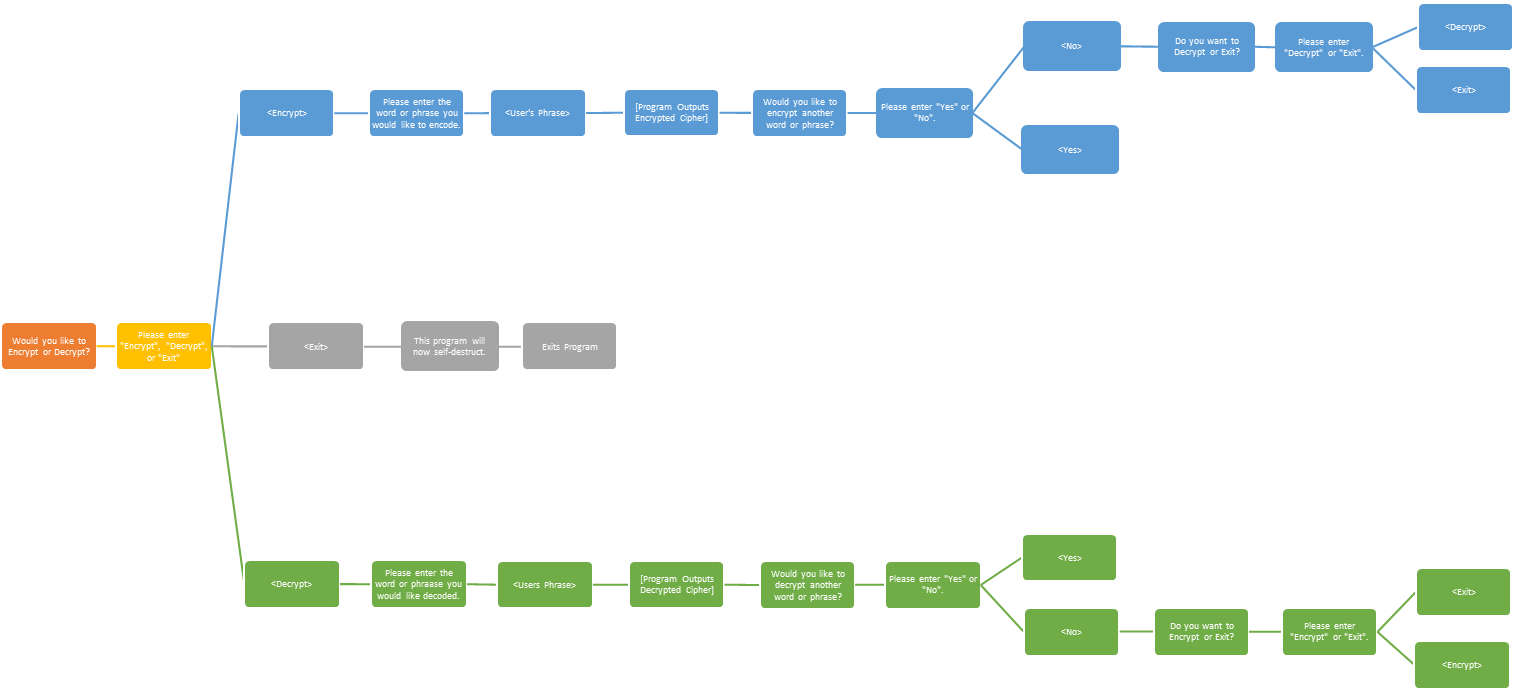 Would you like to
Encrypt or Decrypt?
Please enter
"Encrypt", "Decrypt",
or "Exit"
<Encrypt>
Please enter the
word or phrase you
would like to encode.
<User's Phrase>
[Program Outputs
Encrypted Cipher]
Would you like to
encrypt another
word or phrase?
Please enter "Yes" or
"No".
<No>
Do you want to
Decrypt or Exit?
Please enter
"Decrypt" or "Exit".
<Decrypt>
<Exit>
<Yes>
<Exit>
This program will
now self-destruct.
Exits Program
<Decrypt>
Please enter the
word or phraase you
would like decoded.
<Users Phrase>
[Program Outputs
Decrypted Cipher]
Would you like to
decrypt another
word or phrase?
Please enter "Yes" or
"No".
<Yes>
<No>
Do you want to
Encrypt or Exit?
Please enter
"Encrypt" or "Exit".
<Exit>
<Encrypt>